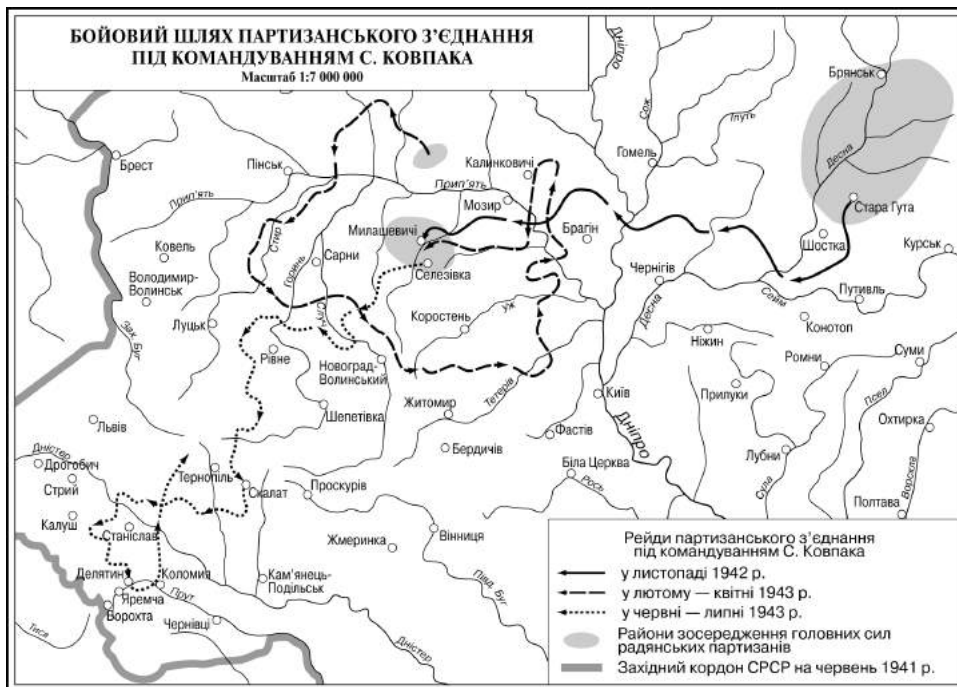 БОЙОВИЙ ШЛЯХ ПАРТИЗАНСЬКОГО З'ЄДНАННЯ
ПІД КОМАНДУВАННЯМ С. КОВПАКА
Масштаб 1:7 000 000
Дніпро
Сож
Іпуть
Брянськ
Десна
Гомель
Калинковичі
Брест
Пінськ
Прип'ять
Прип'ять
Мозир
Стара Гута
Милашевичі
Брагін
Шостка
Курськ
Ковель
Стир
Горинь
Сарни
Селезівка
Чернігів
Сейм
Путивль
Володимир-
Волинськ
Случ
Уж
Десна
Конотоп
Луцьк
Коростень
Ніжин
Зах. Буг
Рівне
Новоград-
Волинський
Ромни
Суми
Тетерів
Київ
Прилуки
Псел
Шепетівка
Житомир
Львів
Фастів
Дніпро
Охтирка
Бердичів
Дністер
Дрогобич
Тернопіль
Лубни
Стрий
Скалат
Проскурів
Біла Церква
Рось
Сула
Ворскла
Калуш
Станіслав
Полтава
Вінниця
Жмеринка
Делятин
Коломия
Кам'янець-
Подільськ
Півд. Буг
Яремча
Ворохта
Прут
Чернівці
Тиса
Дністер
Рейди партизанського з'єднання
під командуванням С. Ковпака
у листопаді 1942 р.
у лютому — квітні 1943 р.
у червні — липні 1943 р.
Райони зосередження головних сил
радянських партизанів
Західний кордон СРСР на червень 1941 р.